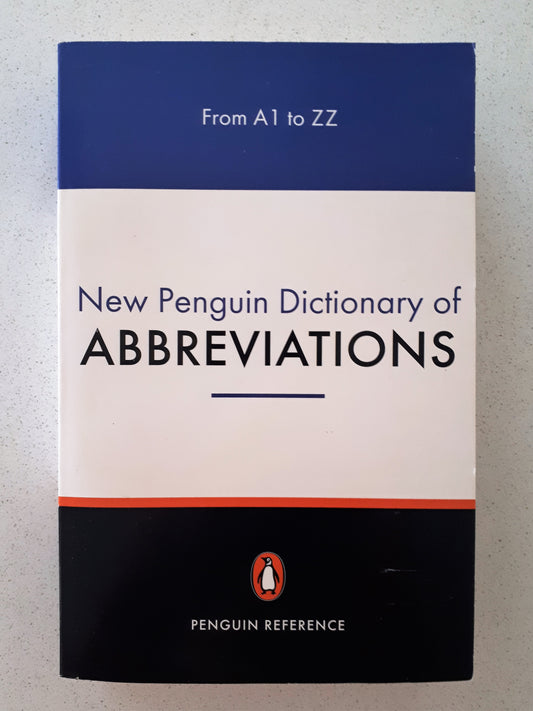 From A1 to ZZ
New Penguin Dictionary of
ABBREVIATIONS
PENGUIN REFERENCE